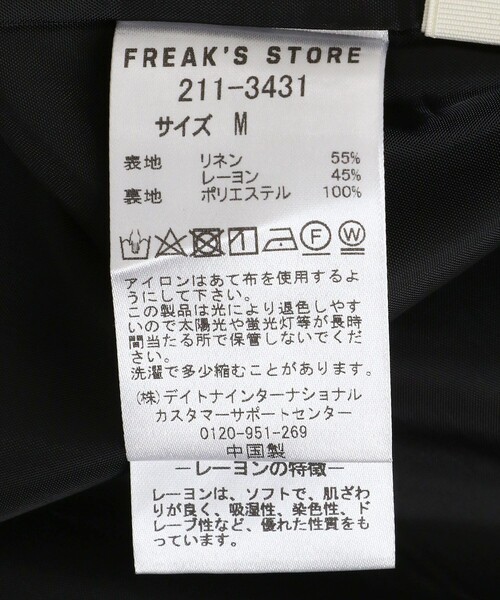 FREAK'S STORE
211-3431
サイズ M
表地 リネン 55%
レーヨン 45%
裏地 ポリエステル 100%
F W
アイロンはあて布を使用するよ
うにして下さい。
この製品は光により退色しやす
いので太陽光や蛍光灯等が長時
間当たる所で保管しないでくださ
い。
洗濯で多少縮むことがあります。
(株)デイトナインターナショナル
カスタマーサポートセンター
0120-951-269
中国製
ーレーヨンの特徴ー
レーヨンは、ソフトで、肌ざわ
りが良く、吸湿性、染色性、ド
レープ性など、優れた性質をも
っています。